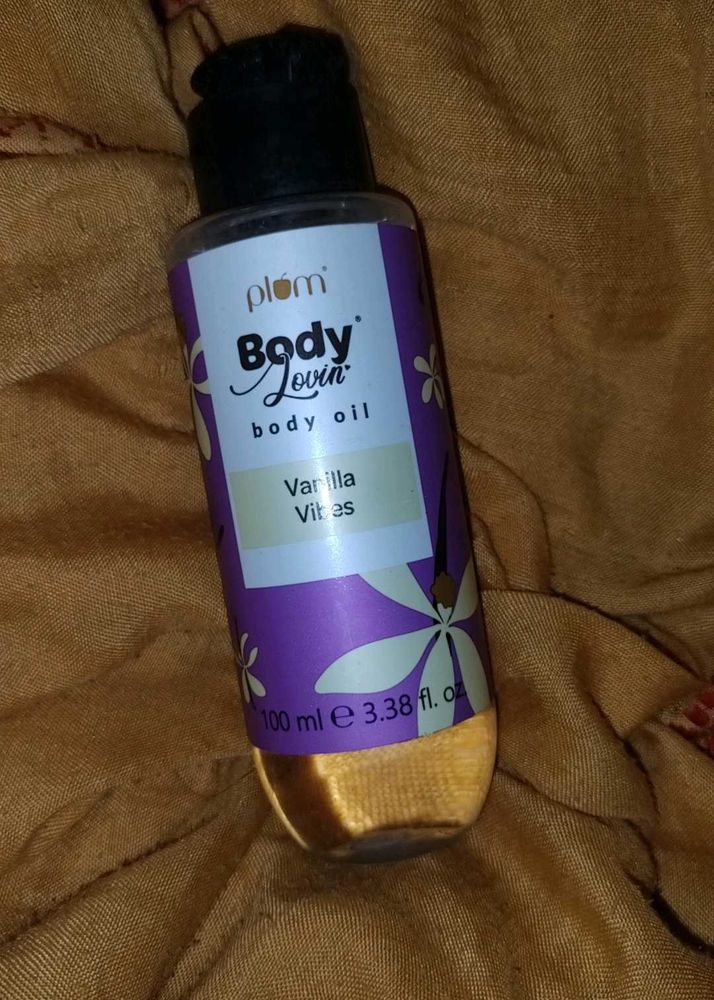 plum®
Body®
Lovin'
body oil
Vanilla
Vibes
100 ml ℮ 3.38 fl. oz.